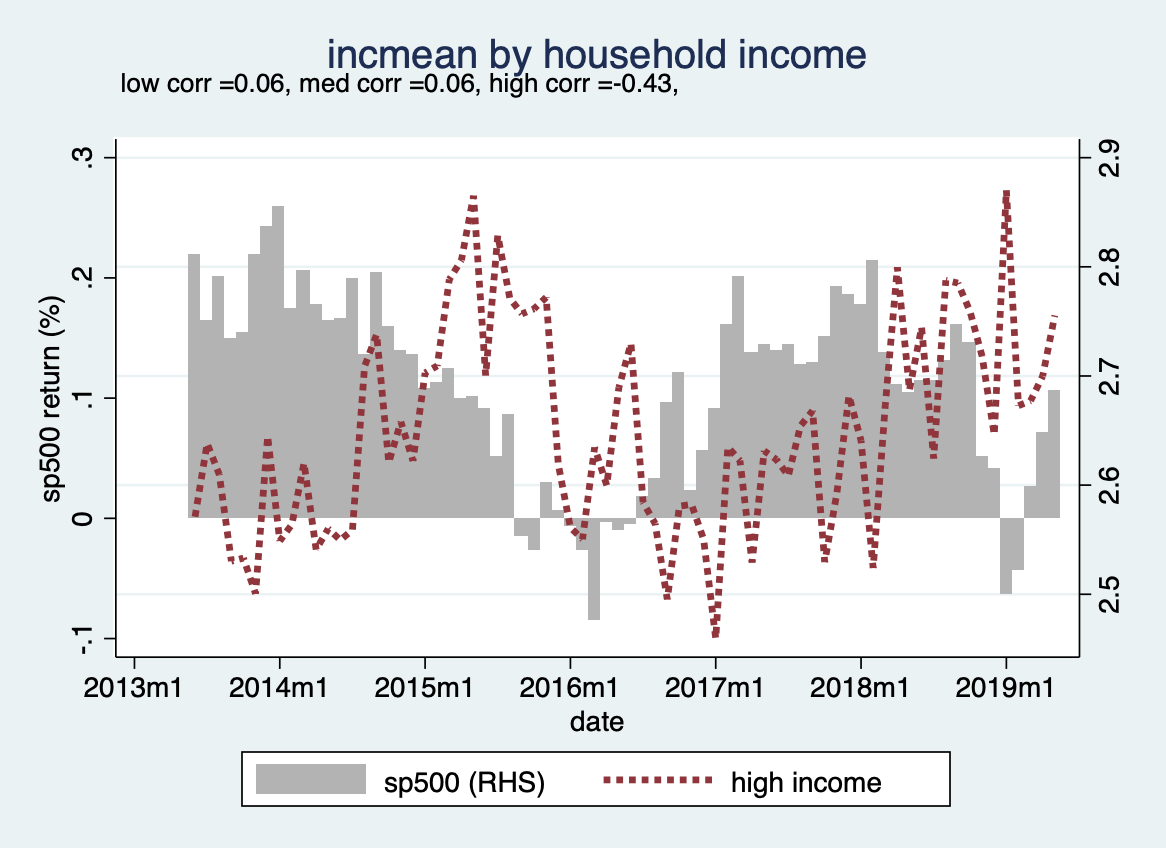 incmean by household income
low corr =0.06, med corr =0.06, high corr =-0.43,
sp500 return (%)
.3
.2
.1
0
-.1
2.9
2.8
2.7
2.6
2.5
2013m1 2014m1 2015m1 2016m1 2017m1 2018m1 2019m1
date
sp500 (RHS) high income